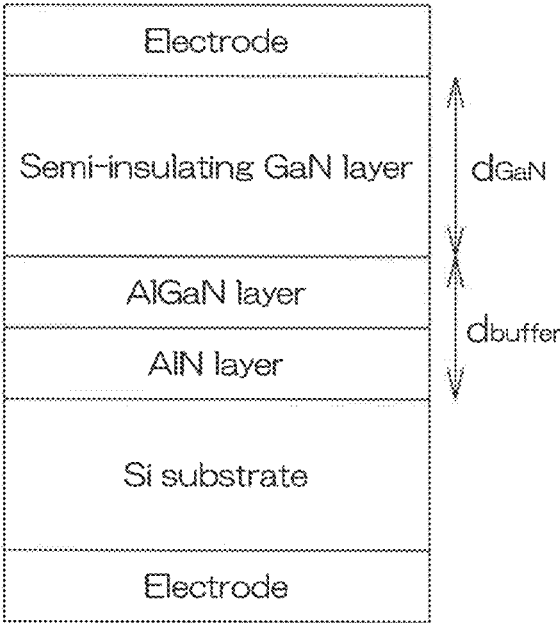 Electrode
Semi-insulating GaN layer
dGaN
AlGaN layer
dbuffer
AlN layer
Si substrate
Electrode